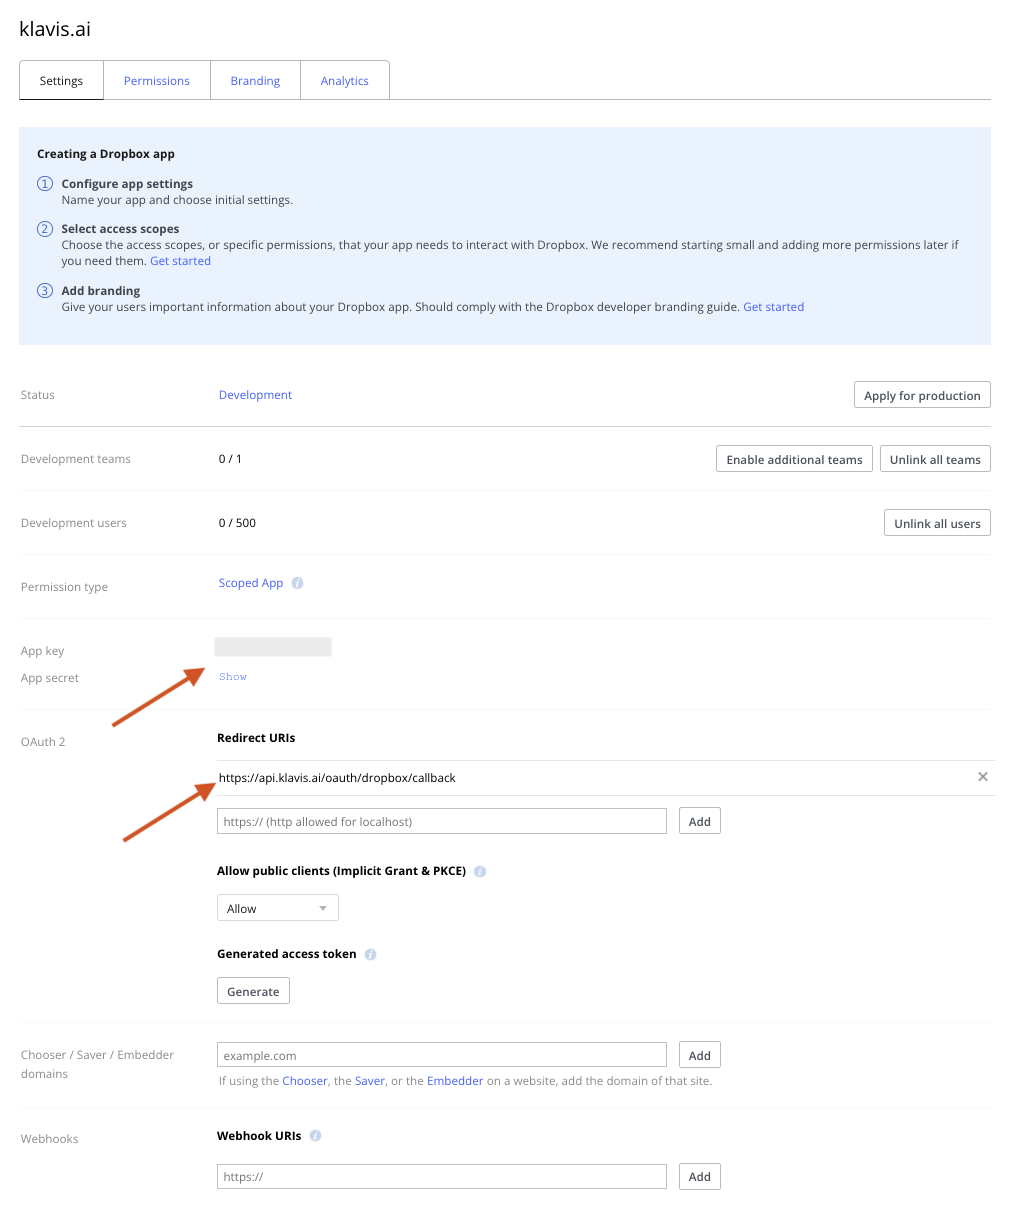 klavis.ai
Settings
Permissions
Branding
Analytics
Creating a Dropbox app
1 Configure app settings
Name your app and choose initial settings.
2 Select access scopes
Choose the access scopes, or specific permissions, that your app needs to interact with Dropbox. We recommend starting small and adding more permissions later if
you need them. Get started
3 Add branding
Give your users important information about your Dropbox app. Should comply with the Dropbox developer branding guide. Get started
Status
Development
Apply for production
Development teams
0 / 1
Enable additional teams
Unlink all teams
Development users
0 / 500
Unlink all users
Permission type
Scoped App i
App key
App secret
Show
OAuth 2
Redirect URIs
https://api.klavis.ai/oauth/dropbox/callback
https:// (http allowed for localhost)
Add
Allow public clients (Implicit Grant & PKCE) i
Allow
Generated access token i
Generate
Chooser / Saver / Embedder
domains
example.com
Add
If using the Chooser, the Saver, or the Embedder on a website, add the domain of that site.
Webhooks
Webhook URIs i
https://
Add